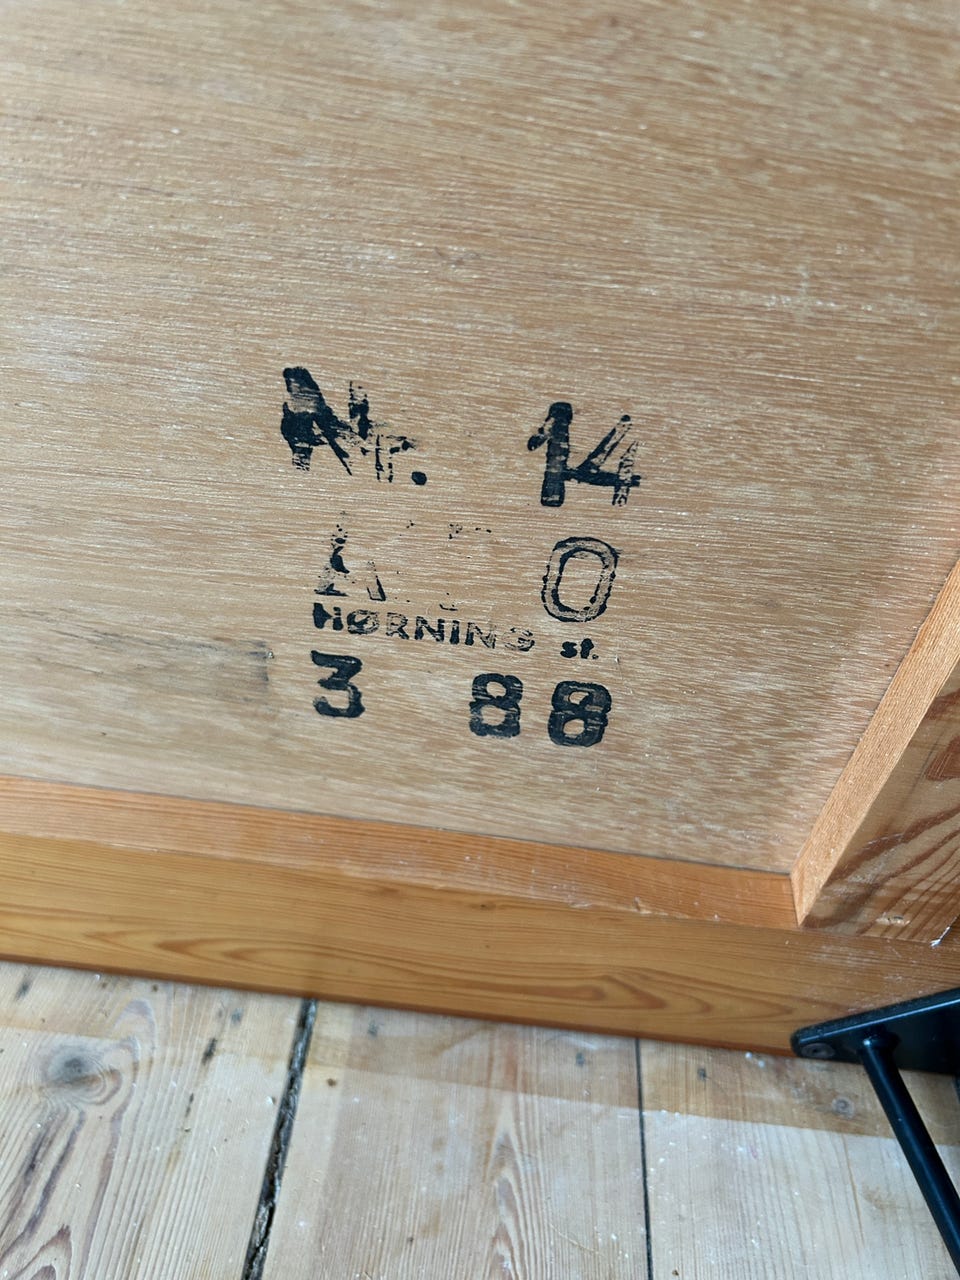 Nr. 14
HØRNING st.
3 88